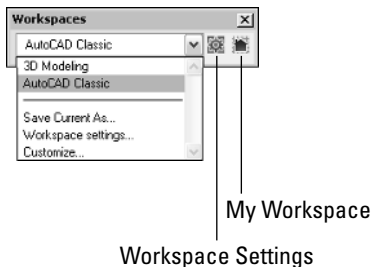 Workspaces
AutoCAD Classic
3D Modeling
AutoCAD Classic
Save Current As...
Workspace settings...
Customize...
My Workspace
Workspace Settings